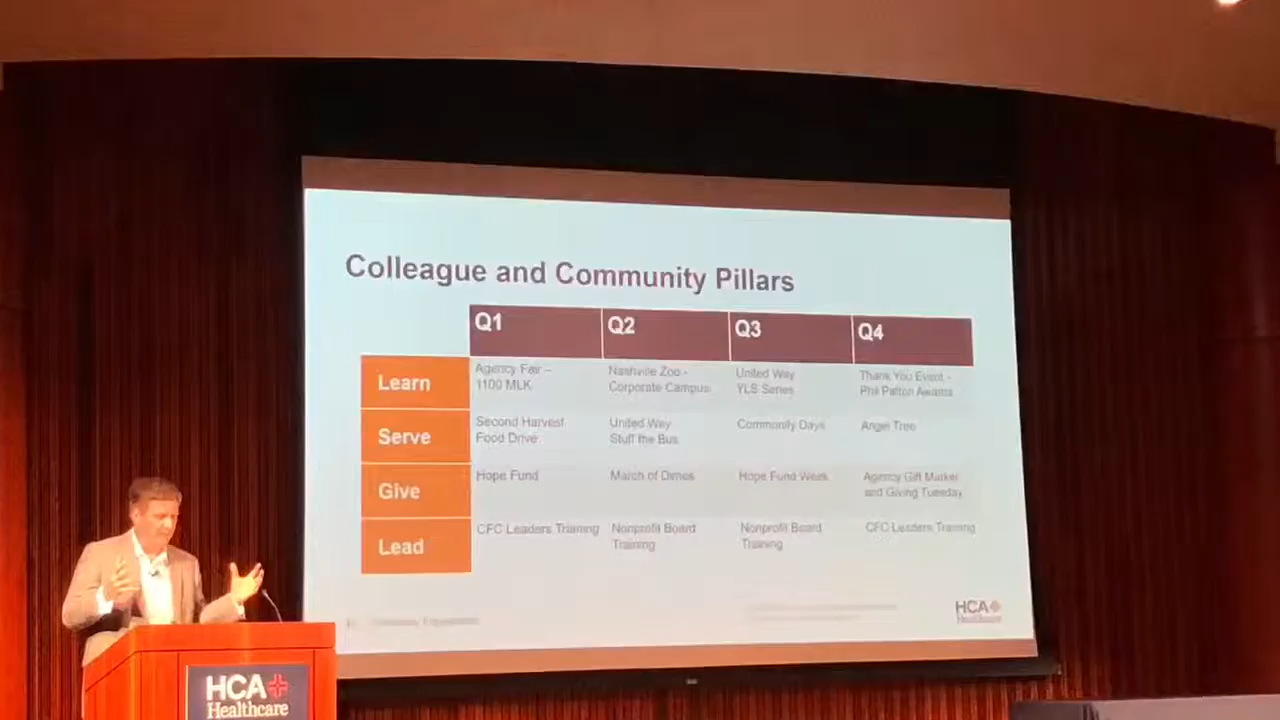 Colleague and Community Pillars
Q1 Q2 Q3 Q4
Learn
Agency Fair –
1100 MLK
Nashville Zoo -
Corporate Campus
United Way
YLS Series
Thank You Event -
Phil Patton Awards
Serve
Second Harvest
Food Drive
United Way
Stuff the Bus
Community Days
Angel Tree
Give
Hope Fund
March of Dimes
Hope Fund Week
Agency Gift Market
and Giving Tuesday
Lead
CFC Leaders Training
Nonprofit Board
Training
Nonprofit Board
Training
CFC Leaders Training
HCA
Healthcare
HCA
Healthcare